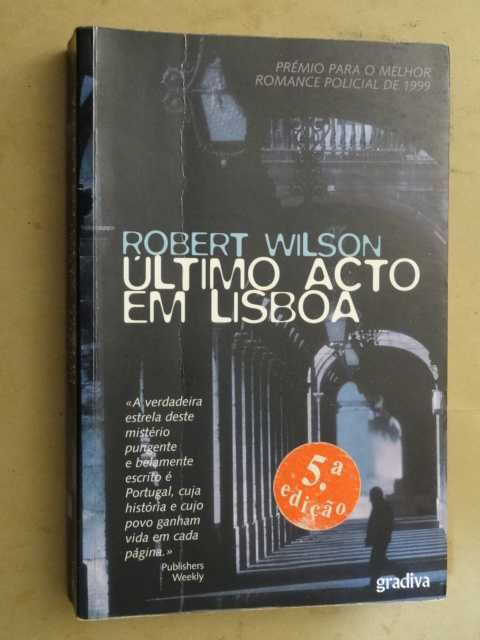 PRÉMIO PARA O MELHOR
ROMANCE POLICIAL DE 1999
ROBERT WILSON
ÚLTIMO ACTO
EM LISBOA
«A verdadeira
estrela deste
mistério
pungente
e belamente
escrito é
Portugal, cuja
história e cujo
povo ganham
vida em cada
página.»
Publishers
Weekly
5.ª
edição
gradiva